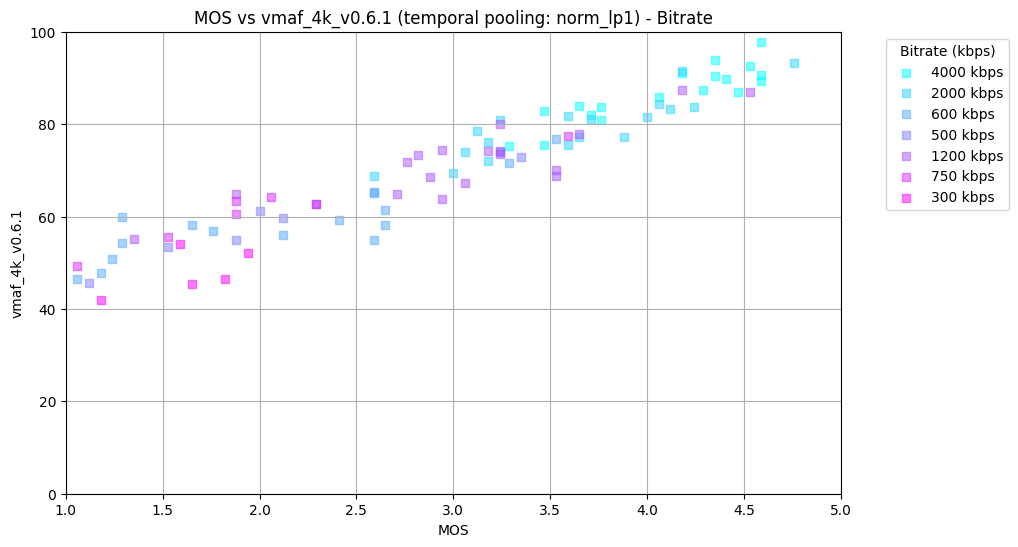 MOS vs vmaf_4k_v0.6.1 (temporal pooling: norm_lp1) - Bitrate
100
80
60
40
20
0
vmaf_4k_v0.6.1
1.0 1.5 2.0 2.5 3.0 3.5 4.0 4.5 5.0
MOS
Bitrate (kbps)
4000 kbps
2000 kbps
600 kbps
500 kbps
1200 kbps
750 kbps
300 kbps